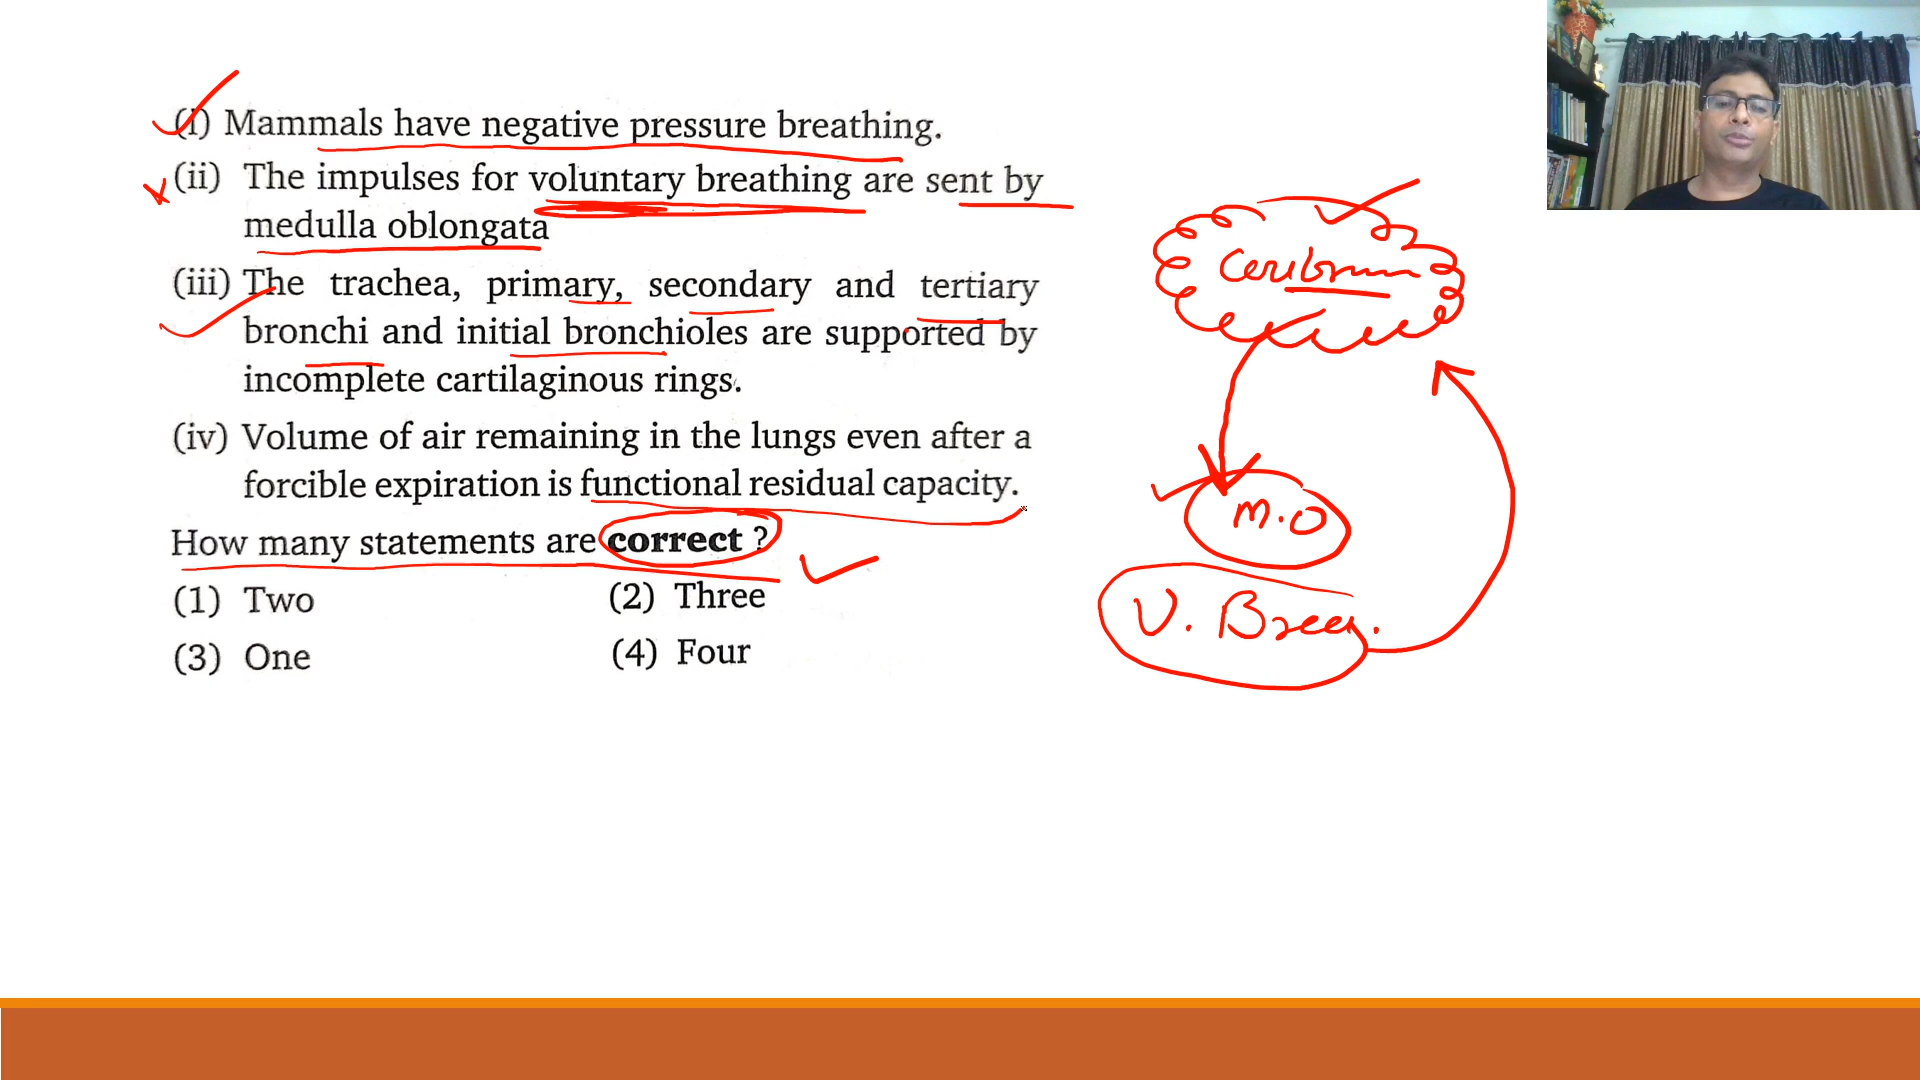 (i) Mammals have negative pressure breathing.
(ii) The impulses for voluntary breathing are sent by
medulla oblongata
(iii) The trachea, primary, secondary and tertiary
bronchi and initial bronchioles are supported by
incomplete cartilaginous rings.
(iv) Volume of air remaining in the lungs even after a
forcible expiration is functional residual capacity.
How many statements are correct ?
(1) Two (2) Three
(3) One (4) Four
Ceribrum
M.O
V.